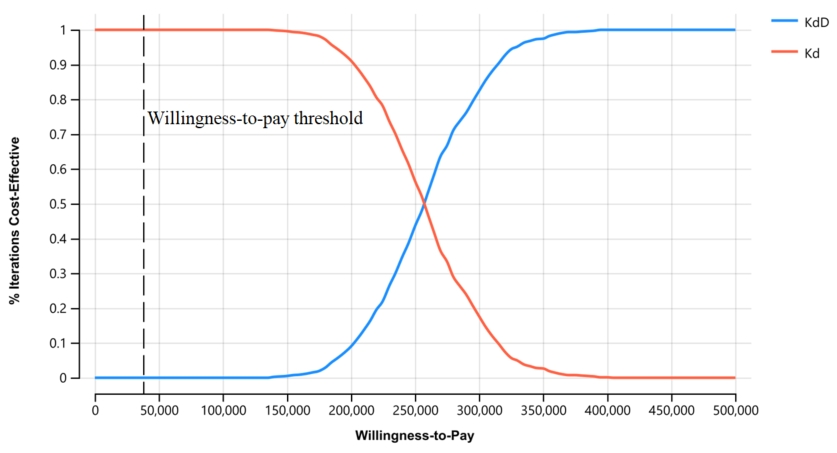 KdD
Kd
Willingness-to-pay threshold
% Iterations Cost-Effective
1
0.9
0.8
0.7
0.6
0.5
0.4
0.3
0.2
0.1
0
0 50,000 100,000 150,000 200,000 250,000 300,000 350,000 400,000 450,000 500,000
Willingness-to-Pay